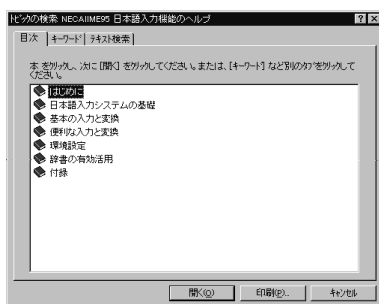 トピックの検索 NECAIIME95 日本語入力機能のヘルプ
目次 キーワード テキスト検索
本 をクリックし、次に [開く] をクリックしてください。または、[キーワード] など別のタブをクリックして
ください。
はじめに
日本語入力システムの基礎
基本の入力と変換
便利な入力と変換
環境設定
辞書の有効活用
付録
開く(O) 印刷(P)... キャンセル